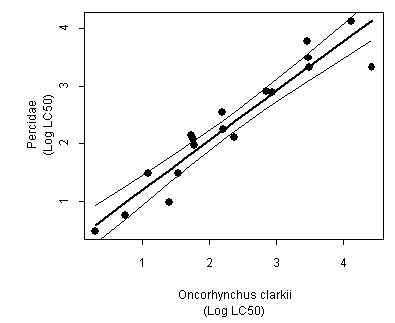 Percidae
(Log LC50)
4
3
2
1
1 2 3 4
Oncorhynchus clarkii
(Log LC50)